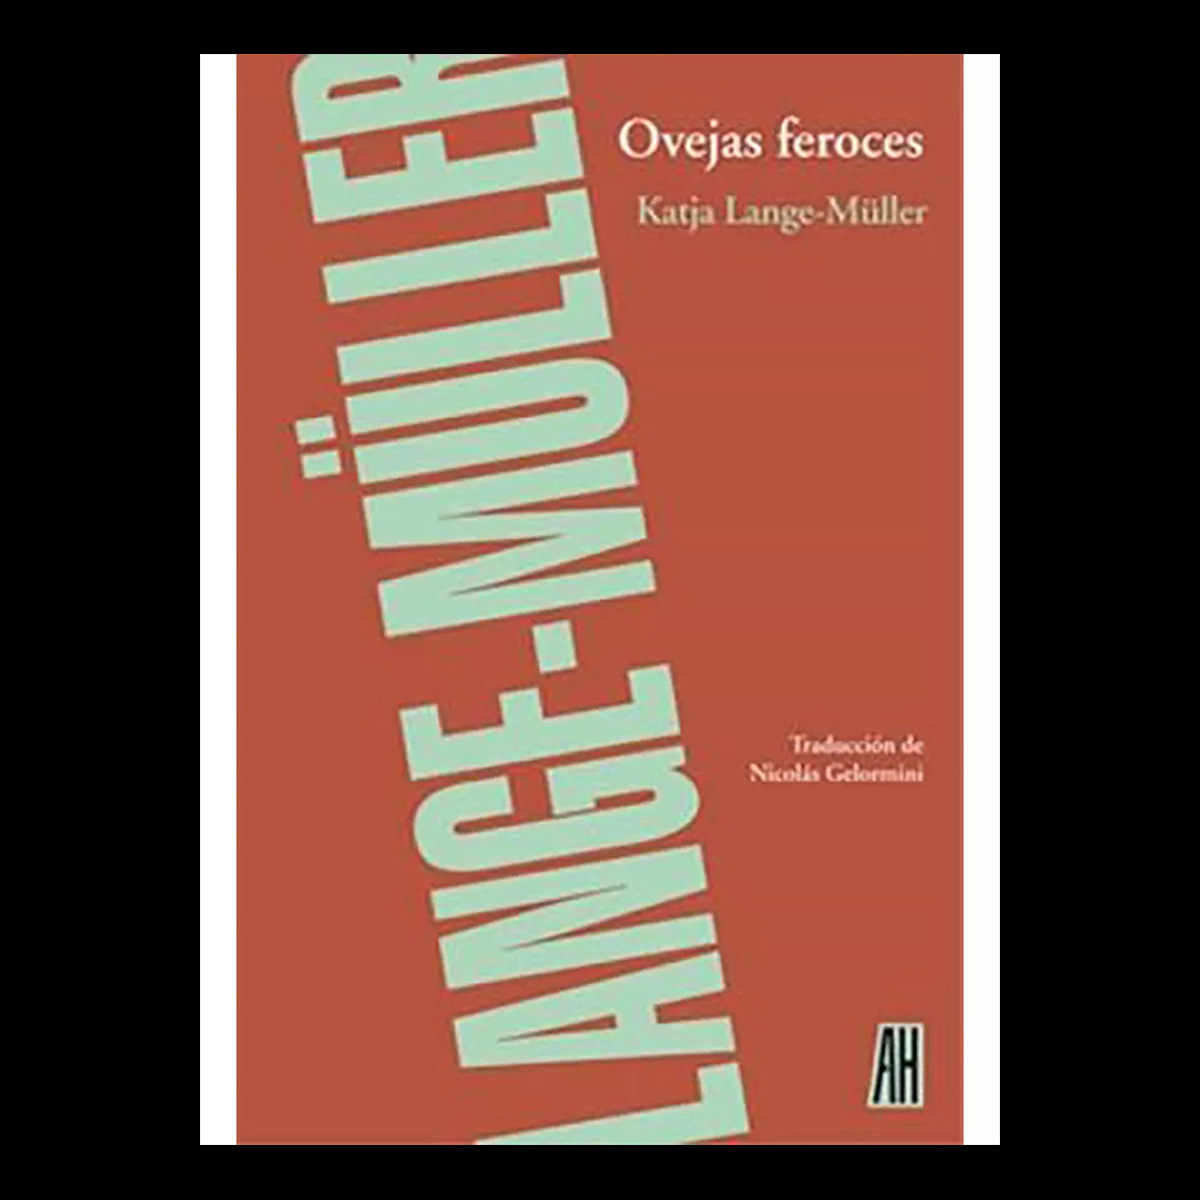 Ovejas feroces
Katja Lange-Müller
LANGE-MÜLLER
Traducción de
Nicolás Gelormini
AH